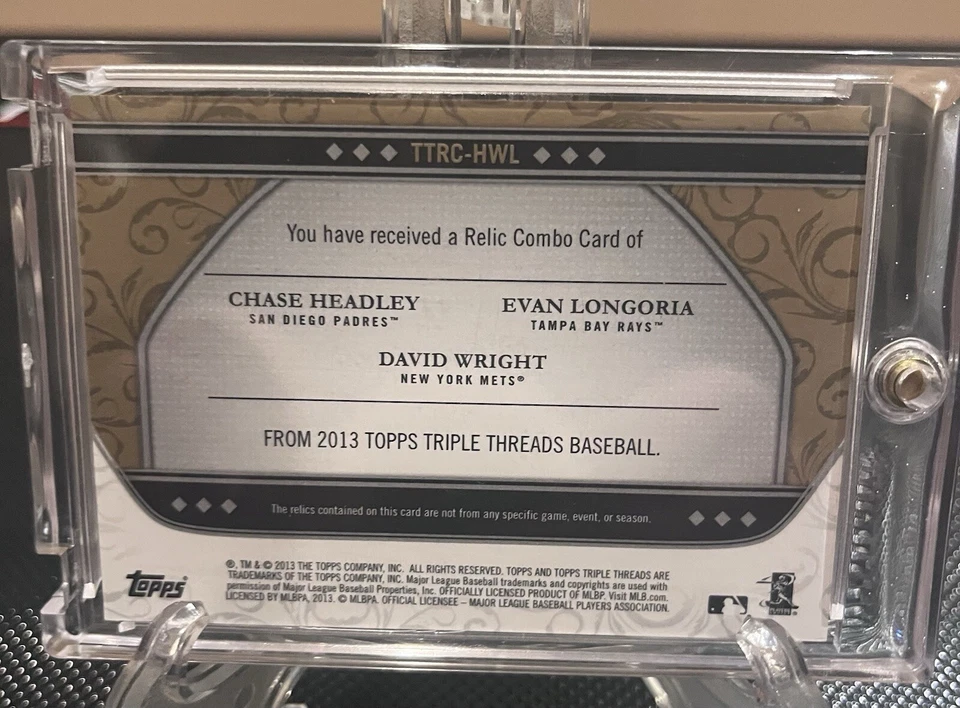 TTRC-HWL
You have received a Relic Combo Card of
CHASE HEADLEY
SAN DIEGO PADRES™
EVAN LONGORIA
TAMPA BAY RAYS™
DAVID WRIGHT
NEW YORK METS®
FROM 2013 TOPPS TRIPLE THREADS BASEBALL.
The relics contained on this card are not from any specific game, event, or season.
®, TM & © 2013 THE TOPPS COMPANY, INC. ALL RIGHTS RESERVED. TOPPS AND TOPPS TRIPLE THREADS ARE
TRADEMARKS OF THE TOPPS COMPANY, INC. Major League Baseball trademarks and copyrights are used with
permission of Major League Baseball Properties, Inc. OFFICIALLY LICENSED PRODUCT OF MLBP. Visit MLB.com.
LICENSED BY MLBPA, 2013. © MLBPA. OFFICIAL LICENSEE – MAJOR LEAGUE BASEBALL PLAYERS ASSOCIATION.
topps